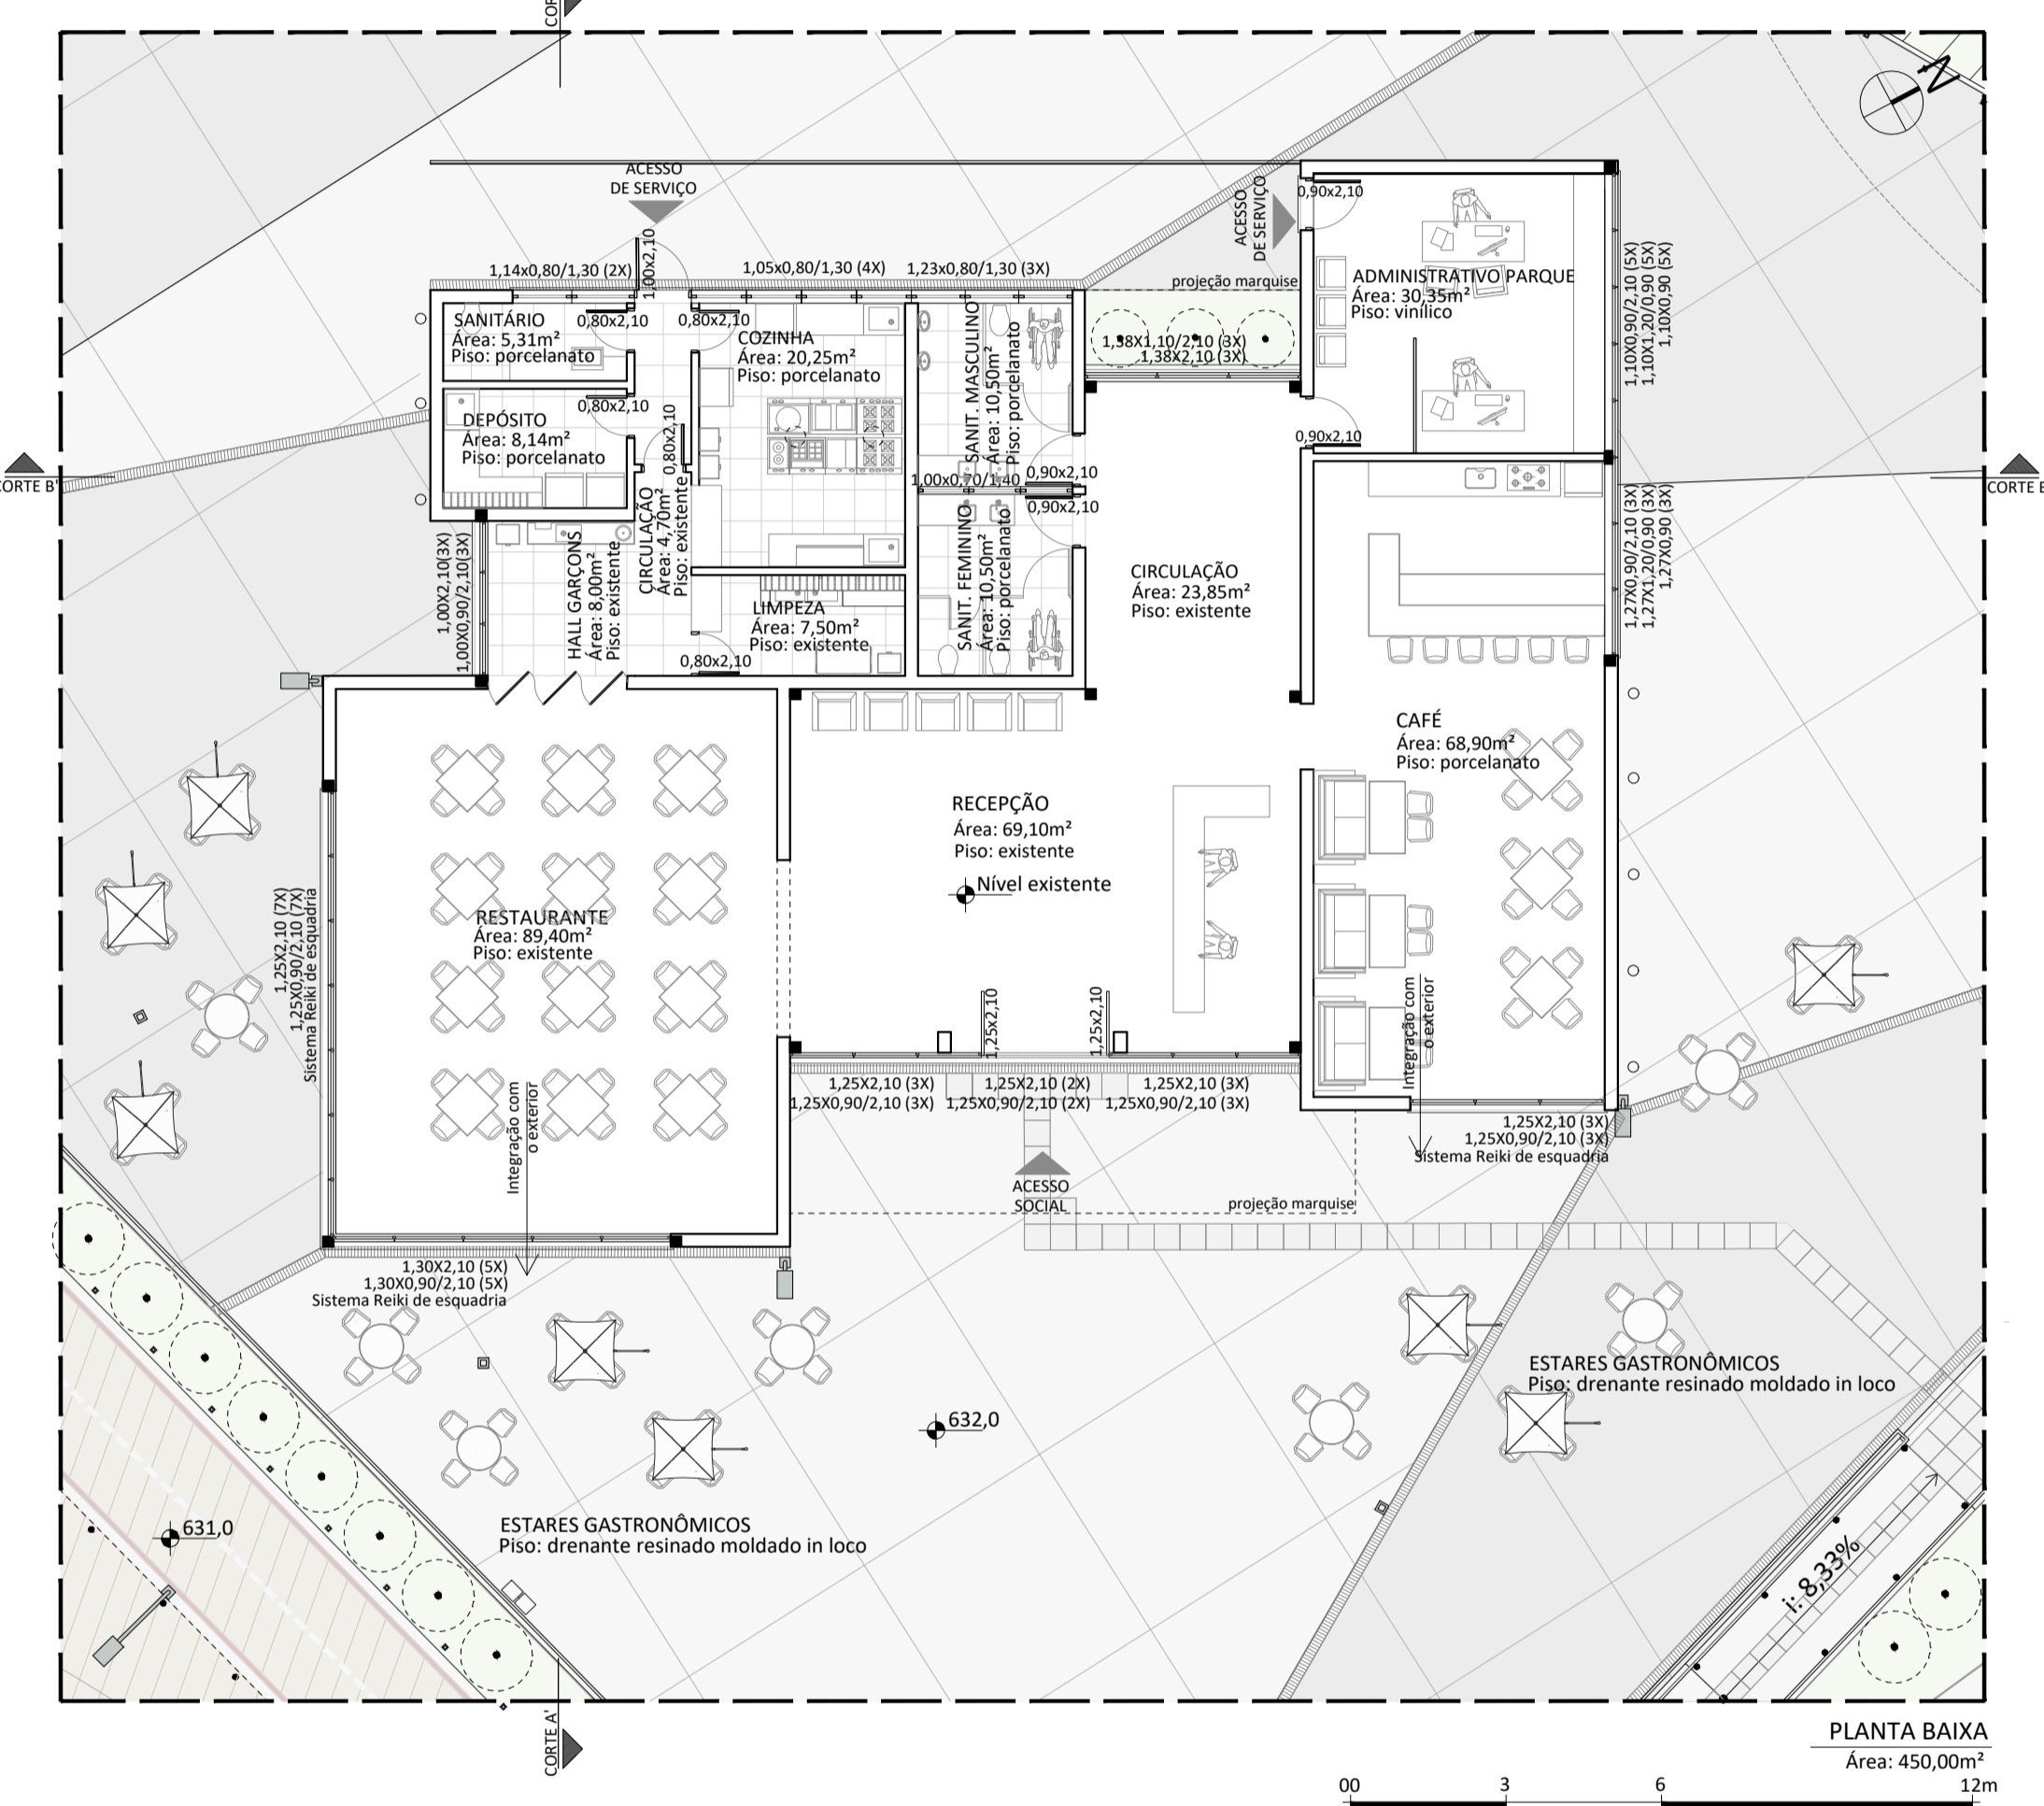 COR
N
ACESSO
DE SERVIÇO
ACESSO
DE SERVIÇO
0,90x2,10
1,00x2,10
1,14x0,80/1,30 (2X)
1,05x0,80/1,30 (4X)
1,23x0,80/1,30 (3X)
projeção marquise
ADMINISTRATIVO PARQUE
Área: 30,35m²
Piso: vinílico
1,10X0,90/2,10 (5X)
1,10X1,20/0,90 (5X)
1,10X0,90 (5X)
SANITÁRIO
Área: 5,31m²
Piso: porcelanato
0,80x2,10
0,80x2,10
COZINHA
Área: 20,25m²
Piso: porcelanato
SANIT. MASCULINO
Área: 10,50m²
Piso: porcelanato
1,38X1,10/2,10 (3X)
1,38X2,10 (3X)
DEPÓSITO
Área: 8,14m²
Piso: porcelanato
0,80x2,10
0,80x2,10
0,90x2,10
CORTE B'
CORTE B
1,00x0,70/1,40
0,90x2,10
0,90x2,10
CIRCULAÇÃO
Área: 4,70m²
Piso: existente
HALL GARÇONS
Área: 8,00m²
Piso: existente
1,00X2,10(3X)
1,00X0,90/2,10(3X)
SANIT. FEMININO
Área: 10,50m²
Piso: porcelanato
1,27X0,90/2,10 (3X)
1,27X1,20/0,90 (3X)
1,27X0,90 (3X)
CIRCULAÇÃO
Área: 23,85m²
Piso: existente
LIMPEZA
Área: 7,50m²
Piso: existente
0,80x2,10
CAFÉ
Área: 68,90m²
Piso: porcelanato
RECEPÇÃO
Área: 69,10m²
Piso: existente
Nível existente
RESTAURANTE
Área: 89,40m²
Piso: existente
1,25X2,10 (7X)
1,25X0,90/2,10 (7X)
Sistema Reiki de esquadria
1,25x2,10
1,25x2,10
Integração com
o exterior
Integração com
o exterior
1,25X2,10 (3X)
1,25X0,90/2,10 (3X)
1,25X2,10 (2X)
1,25X0,90/2,10 (2X)
1,25X2,10 (3X)
1,25X0,90/2,10 (3X)
1,25X2,10 (3X)
1,25X0,90/2,10 (3X)
Sistema Reiki de esquadria
ACESSO
SOCIAL
projeção marquise
1,30X2,10 (5X)
1,30X0,90/2,10 (5X)
Sistema Reiki de esquadria
ESTARES GASTRONÔMICOS
Piso: drenante resinado moldado in loco
632,0
ESTARES GASTRONÔMICOS
Piso: drenante resinado moldado in loco
631,0
i: 8,33%
CORTE A'
PLANTA BAIXA
Área: 450,00m²
00 3 6 12m